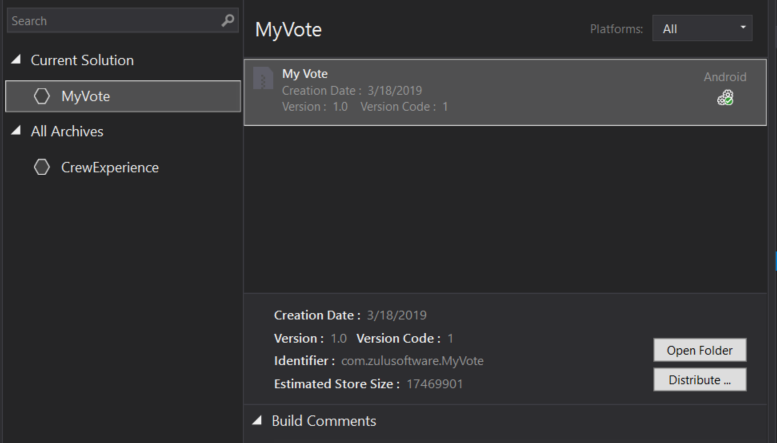 Search
Current Solution
MyVote
All Archives
CrewExperience
MyVote
Platforms: All
My Vote
Creation Date : 3/18/2019
Version : 1.0 Version Code : 1
Android
Creation Date : 3/18/2019
Version : 1.0 Version Code : 1
Identifier : com.zulusoftware.MyVote
Estimated Store Size : 17469901
Open Folder
Distribute ...
Build Comments